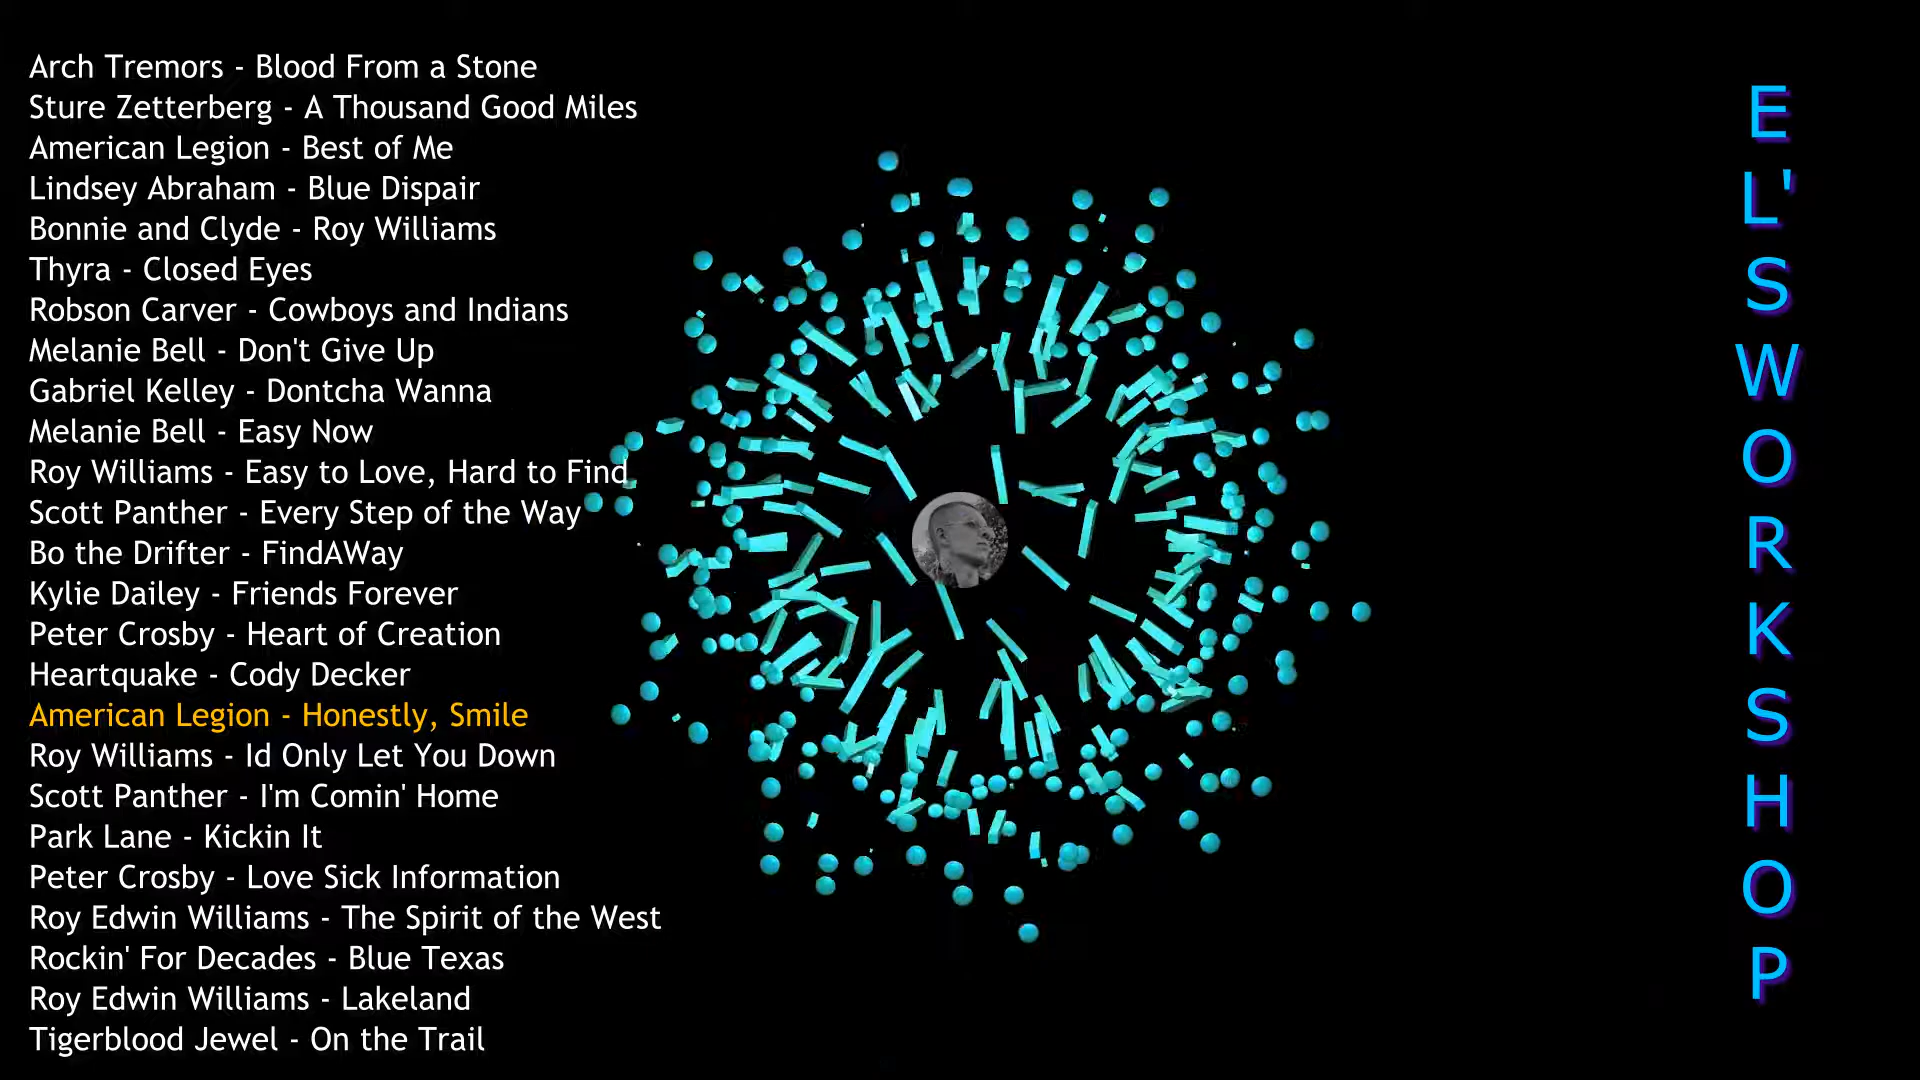 Arch Tremors - Blood From a Stone
Sture Zetterberg - A Thousand Good Miles
American Legion - Best of Me
Lindsey Abraham - Blue Dispair
Bonnie and Clyde - Roy Williams
Thyra - Closed Eyes
Robson Carver - Cowboys and Indians
Melanie Bell - Don't Give Up
Gabriel Kelley - Dontcha Wanna
Melanie Bell - Easy Now
Roy Williams - Easy to Love, Hard to Find
Scott Panther - Every Step of the Way
Bo the Drifter - FindAWay
Kylie Dailey - Friends Forever
Peter Crosby - Heart of Creation
Heartquake - Cody Decker
American Legion - Honestly, Smile
Roy Williams - Id Only Let You Down
Scott Panther - I'm Comin' Home
Park Lane - Kickin It
Peter Crosby - Love Sick Information
Roy Edwin Williams - The Spirit of the West
Rockin' For Decades - Blue Texas
Roy Edwin Williams - Lakeland
Tigerblood Jewel - On the Trail
EL'S WORKSHOP